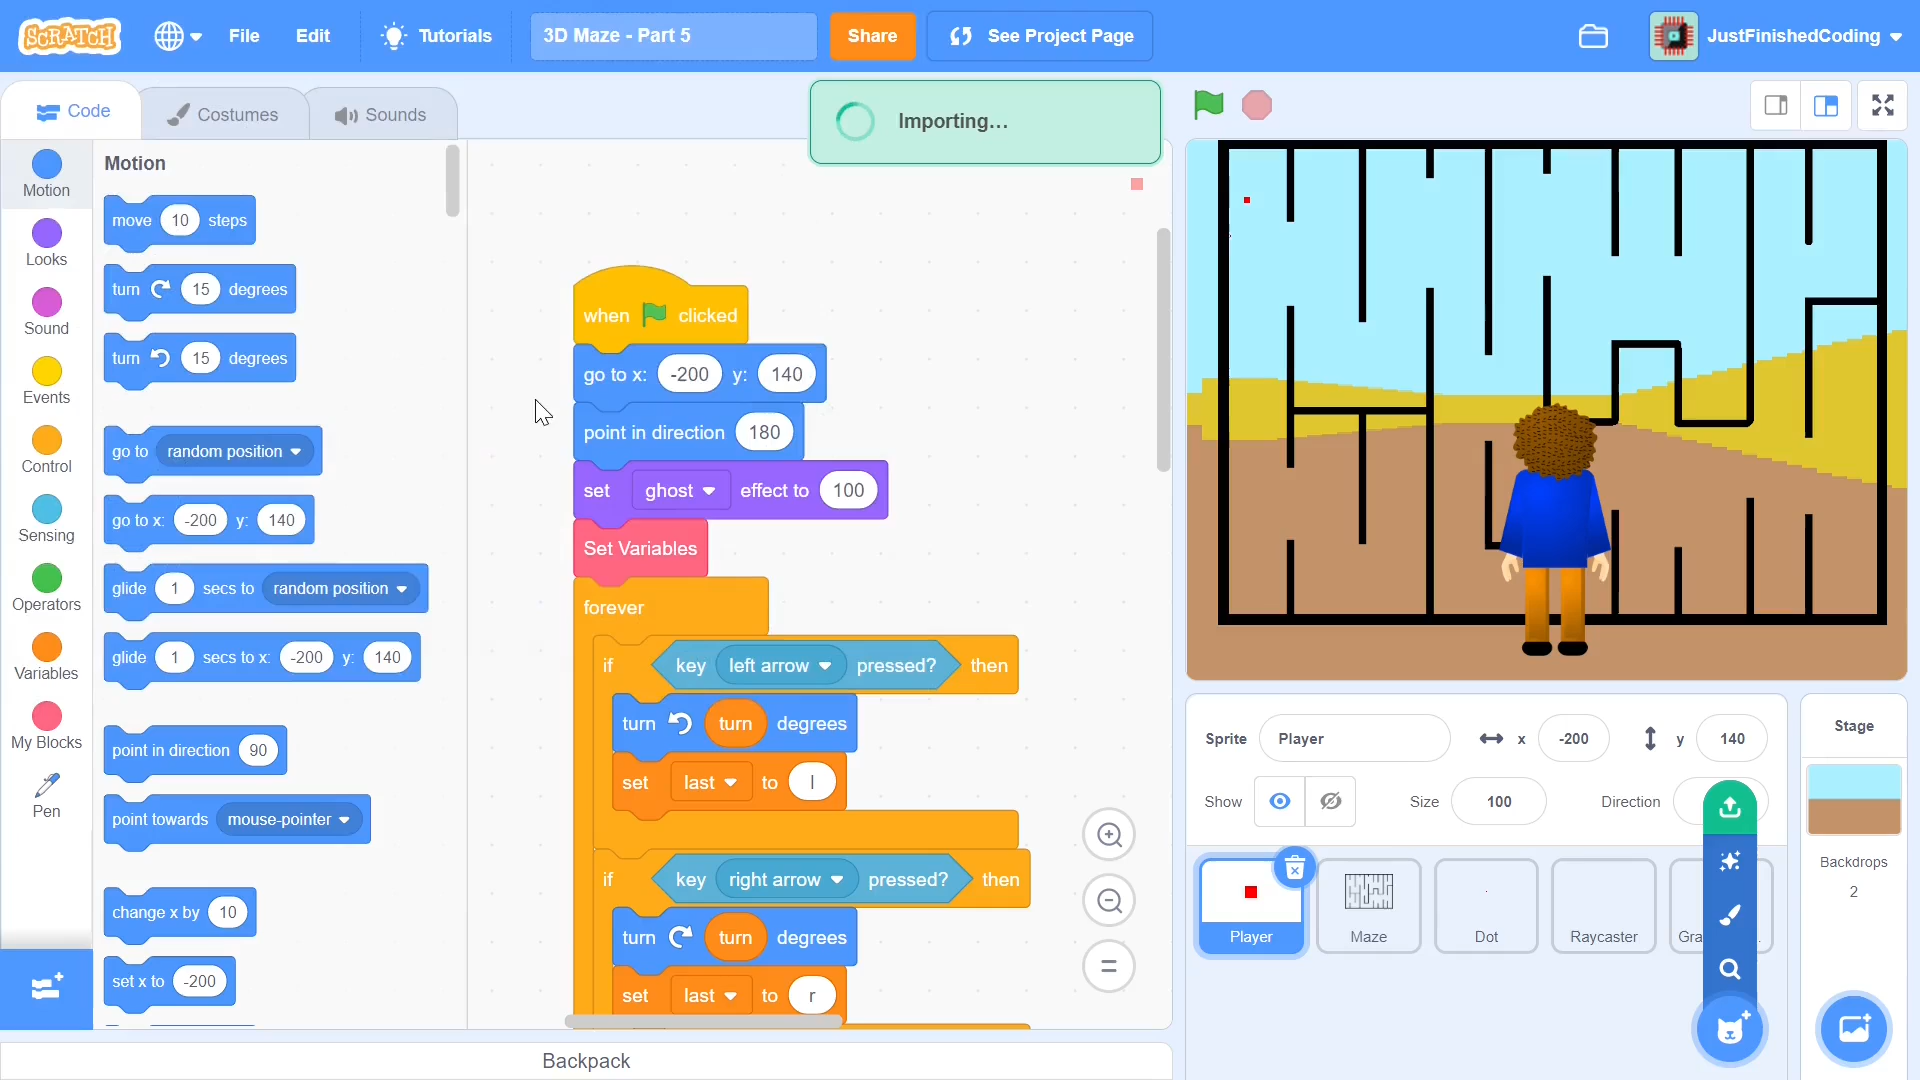 SCRATCH
File
Edit
Tutorials
3D Maze - Part 5
Share
See Project Page
JustFinishedCoding
Code
Costumes
Sounds
Importing...
Motion
Looks
Sound
Events
Control
Sensing
Operators
Variables
My Blocks
Pen
Motion
move 10 steps
turn 15 degrees
turn 15 degrees
go to random position
go to x: -200 y: 140
glide 1 secs to random position
glide 1 secs to x: -200 y: 140
point in direction 90
point towards mouse-pointer
change x by 10
set x to -200
when clicked
go to x: -200 y: 140
point in direction 180
set ghost effect to 100
Set Variables
forever
if key left arrow pressed? then
turn turn degrees
set last to l
if key right arrow pressed? then
turn turn degrees
set last to r
Backpack
Sprite Player x -200 y 140
Show Size 100 Direction
Player
Maze
Dot
Raycaster
Gra
Stage
Backdrops
2